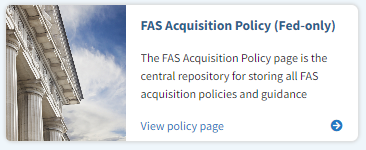 FAS Acquisition Policy (Fed-only)
The FAS Acquisition Policy page is the
central repository for storing all FAS
acquisition policies and guidance
View policy page